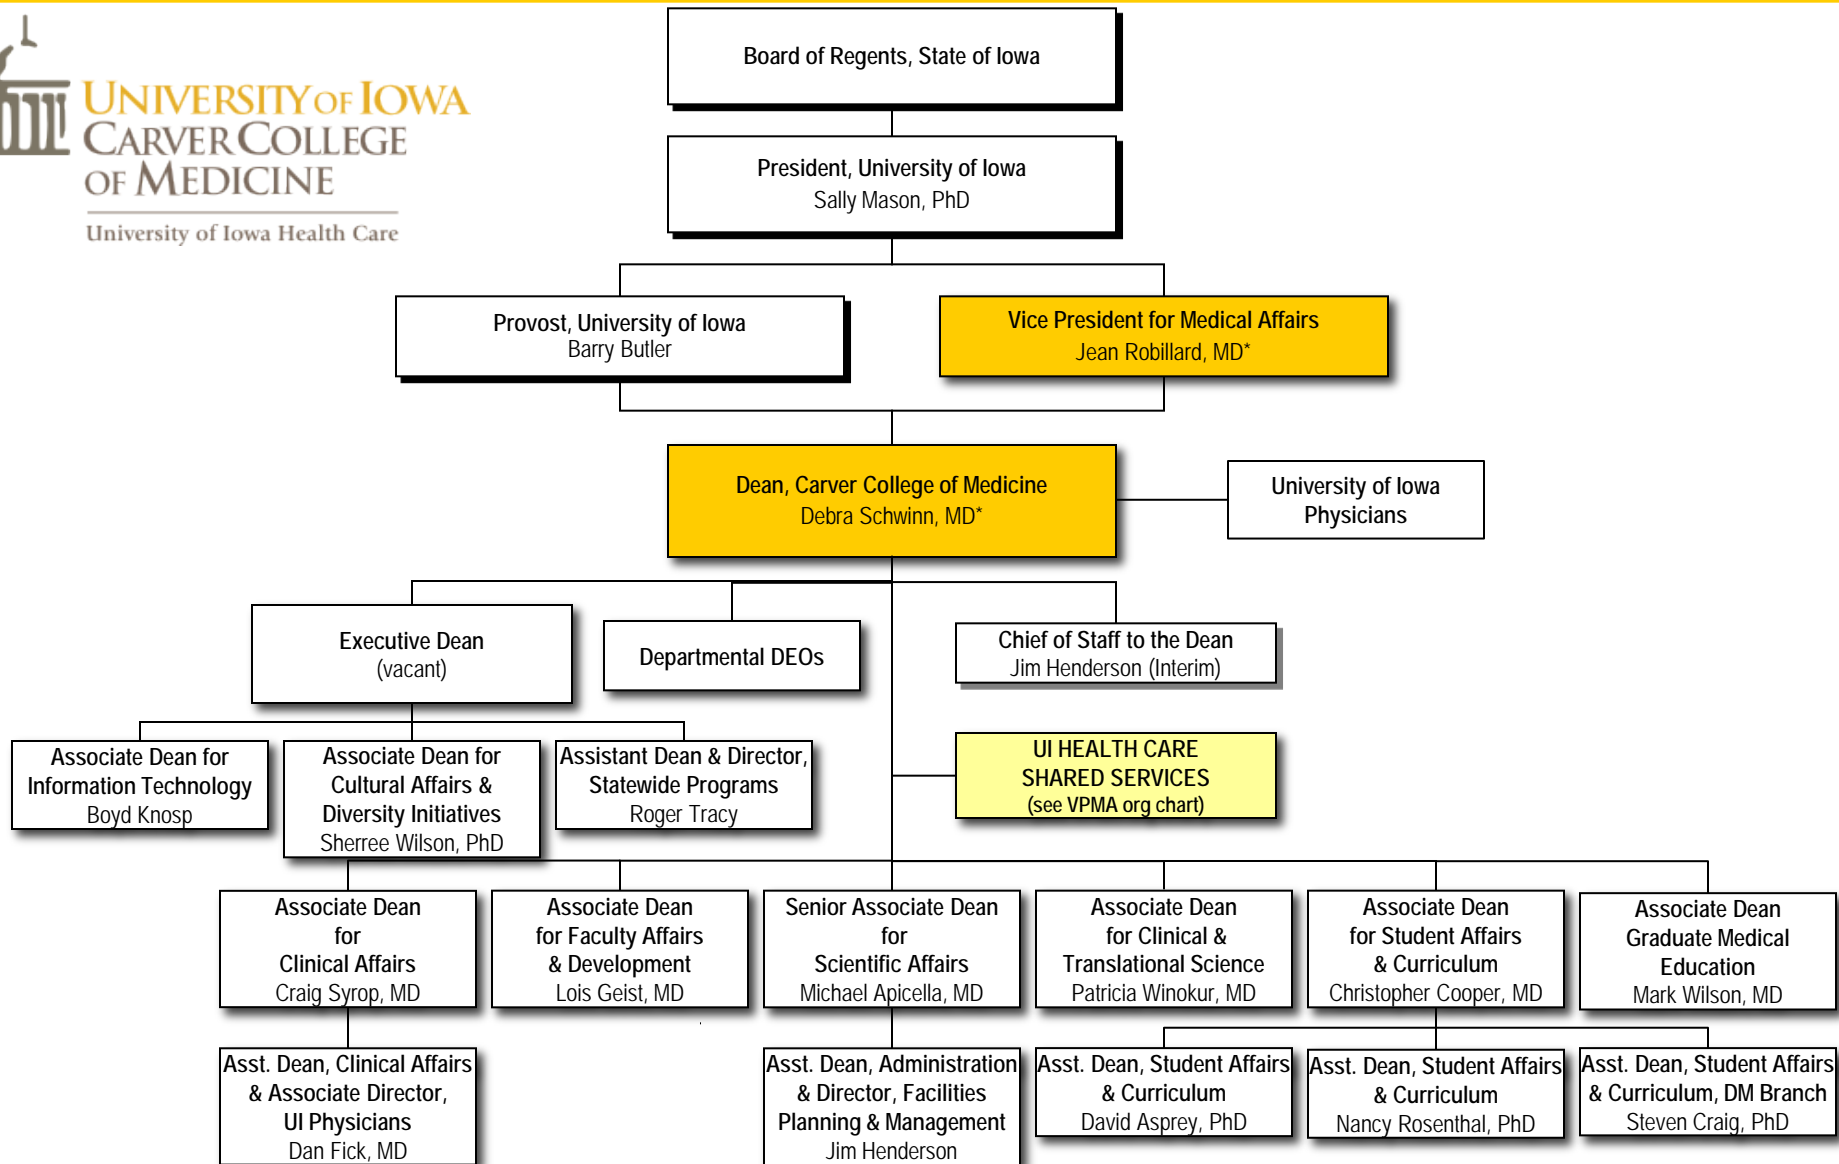 UNIVERSITY OF IOWA
CARVER COLLEGE
OF MEDICINE
University of Iowa Health Care
Board of Regents, State of Iowa
President, University of Iowa
Sally Mason, PhD
Provost, University of Iowa
Barry Butler
Vice President for Medical Affairs
Jean Robillard, MD*
Dean, Carver College of Medicine
Debra Schwinn, MD*
University of Iowa
Physicians
Executive Dean
(vacant)
Departmental DEOs
Chief of Staff to the Dean
Jim Henderson (Interim)
Associate Dean for
Information Technology
Boyd Knosp
Associate Dean for
Cultural Affairs &
Diversity Initiatives
Sherree Wilson, PhD
Assistant Dean & Director,
Statewide Programs
Roger Tracy
UI HEALTH CARE
SHARED SERVICES
(see VPMA org chart)
Associate Dean
for
Clinical Affairs
Craig Syrop, MD
Associate Dean
for Faculty Affairs
& Development
Lois Geist, MD
Senior Associate Dean
for
Scientific Affairs
Michael Apicella, MD
Associate Dean
for Clinical &
Translational Science
Patricia Winokur, MD
Associate Dean
for Student Affairs
& Curriculum
Christopher Cooper, MD
Associate Dean
Graduate Medical
Education
Mark Wilson, MD
Asst. Dean, Clinical Affairs
& Associate Director,
UI Physicians
Dan Fick, MD
Asst. Dean, Administration
& Director, Facilities
Planning & Management
Jim Henderson
Asst. Dean, Student Affairs
& Curriculum
David Asprey, PhD
Asst. Dean, Student Affairs
& Curriculum
Nancy Rosenthal, PhD
Asst. Dean, Student Affairs
& Curriculum, DM Branch
Steven Craig, PhD